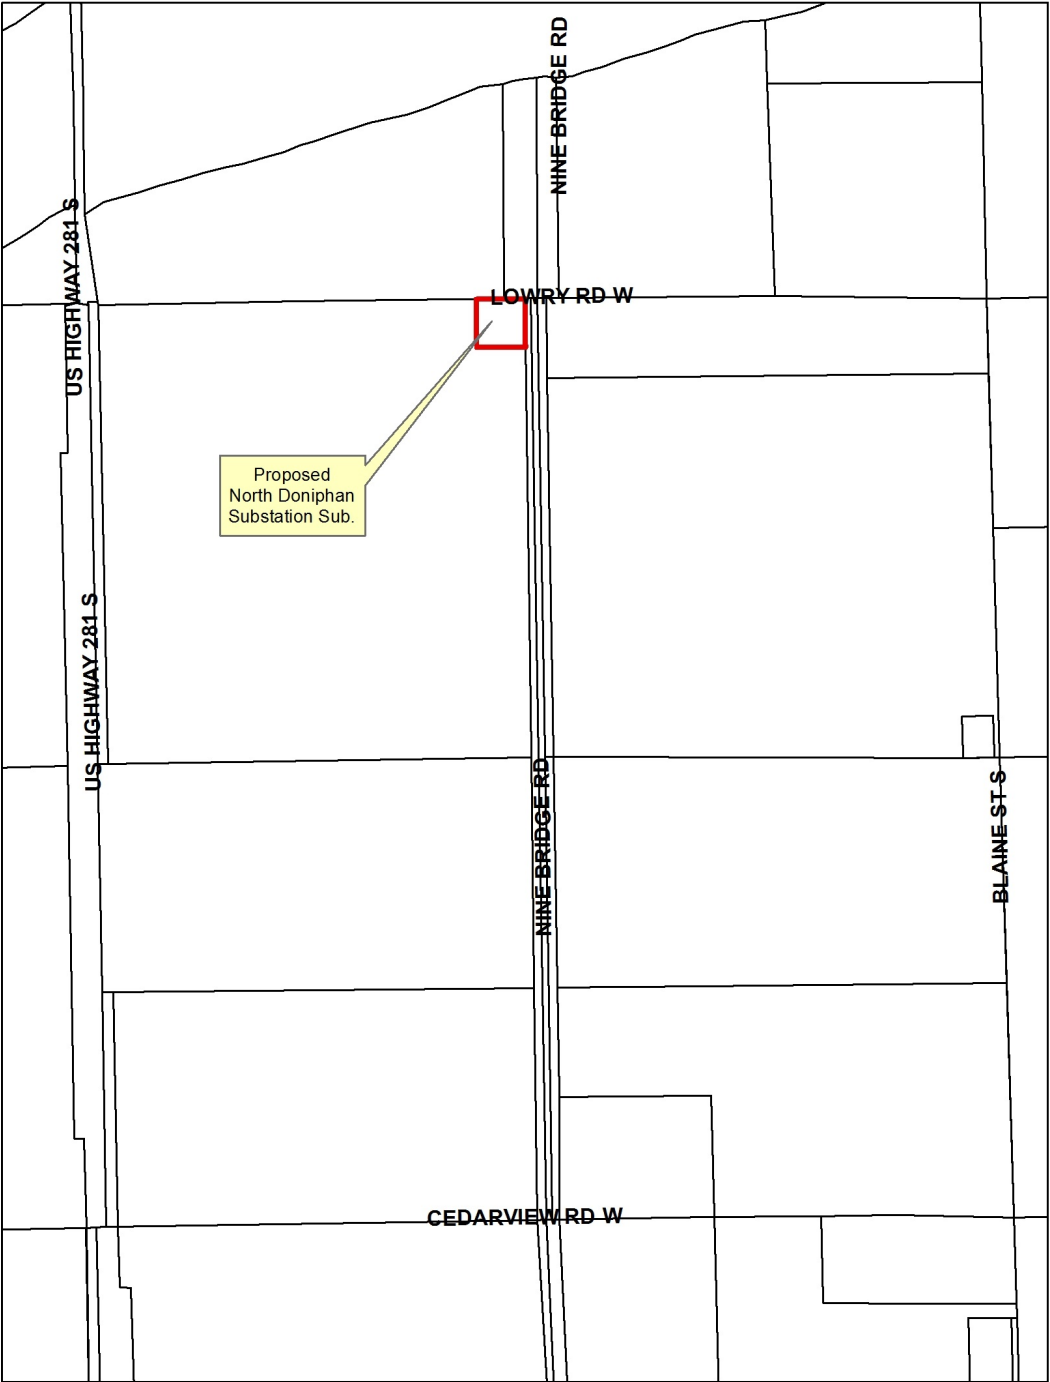 NINE BRIDGE RD
US HIGHWAY 281 S
LOWRY RD W
Proposed
North Doniphan
Substation Sub.
US HIGHWAY 281 S
NINE BRIDGE RD
BLAINE ST S
CEDARVIEW RD W